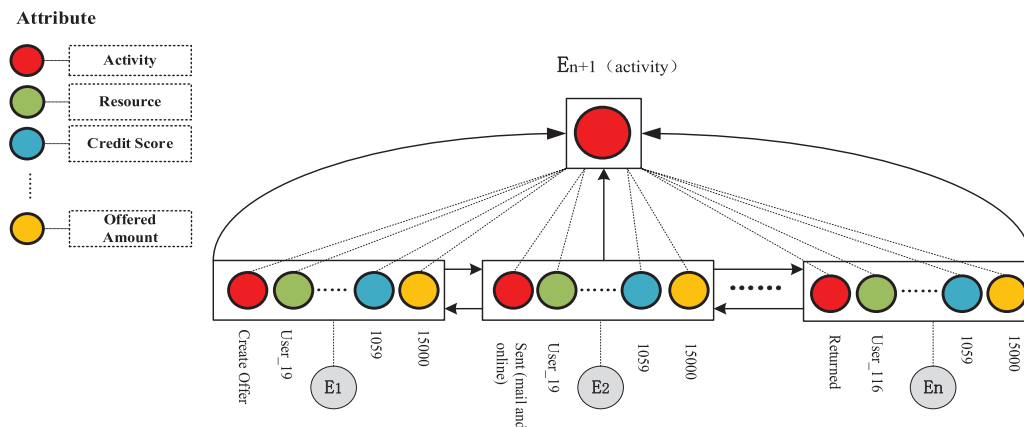 Attribute
Activity
Resource
Credit Score
......
Offered
Amount
En+1（activity）
......
......
......
......
Create Offer
User_19
1059
15000
Sent (mail and
online)
User_19
1059
15000
Returned
User_116
1059
15000
E1
E2
En